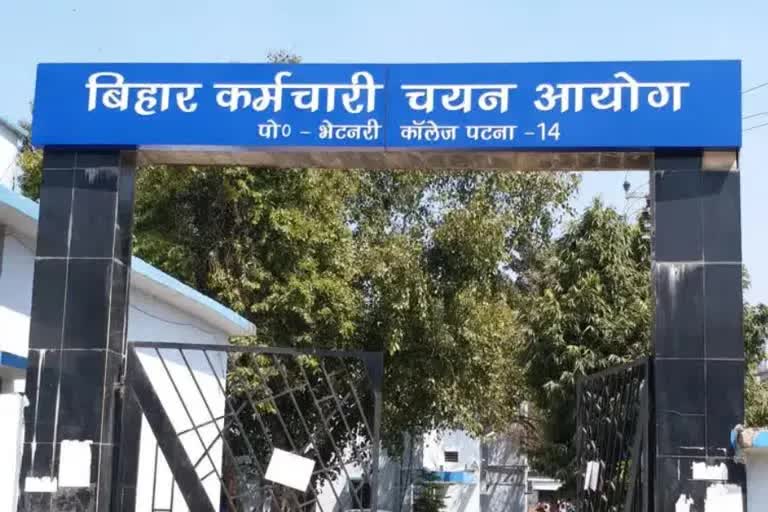 बिहार कर्मचारी चयन आयोग
पो० - भेटनरी कॉलेज पटना -14